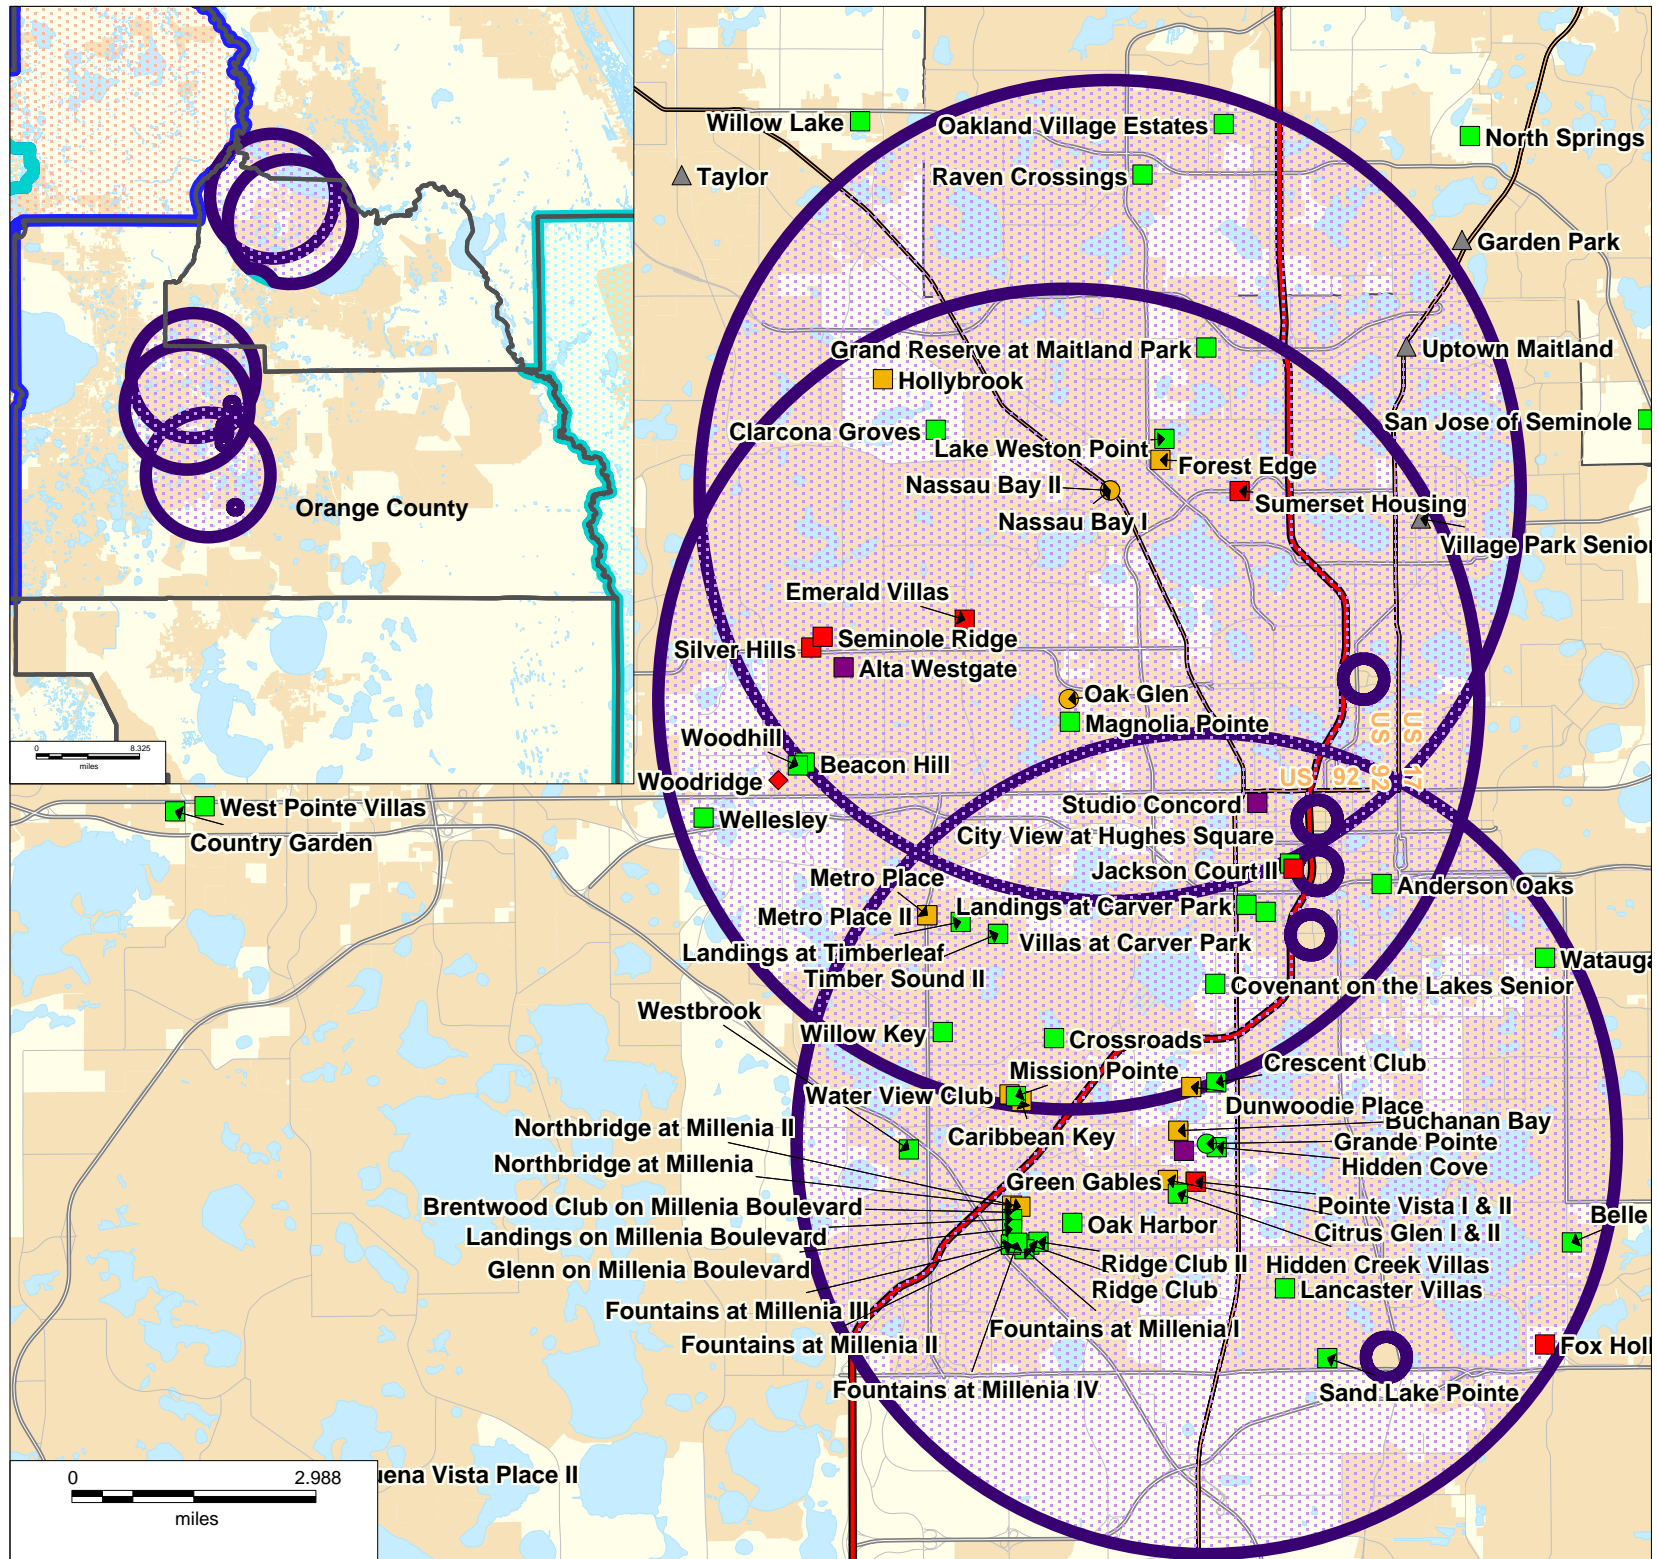 Willow Lake
Oakland Village Estates
North Springs
Taylor
Raven Crossings
Garden Park
Grand Reserve at Maitland Park
Uptown Maitland
Hollybrook
Clarcona Groves
San Jose of Seminole
Lake Weston Point
Forest Edge
Nassau Bay II
Sumerset Housing
Nassau Bay I
Village Park Senior
Orange County
Emerald Villas
Seminole Ridge
Silver Hills
Alta Westgate
Oak Glen
Magnolia Pointe
Woodhill
Beacon Hill
Woodridge
0 8.325
miles
US 92
US 92
US 17
West Pointe Villas
Country Garden
Wellesley
Studio Concord
City View at Hughes Square
Jackson Court II
Metro Place
Anderson Oaks
Metro Place II
Landings at Carver Park
Villas at Carver Park
Landings at Timberleaf
Timber Sound II
Watauga
Covenant on the Lakes Senior
Westbrook
Willow Key
Crossroads
Mission Pointe
Crescent Club
Water View Club
Dunwoodie Place
Caribbean Key
Buchanan Bay
Northbridge at Millenia II
Grande Pointe
Northbridge at Millenia
Hidden Cove
Green Gables
Brentwood Club on Millenia Boulevard
Pointe Vista I & II
Oak Harbor
Belle
Landings on Millenia Boulevard
Citrus Glen I & II
Glenn on Millenia Boulevard
Ridge Club II
Hidden Creek Villas
Ridge Club
Lancaster Villas
Fountains at Millenia III
Fountains at Millenia I
Fountains at Millenia II
Fox Holl
Fountains at Millenia IV
Sand Lake Pointe
uena Vista Place II
0 2.988
miles